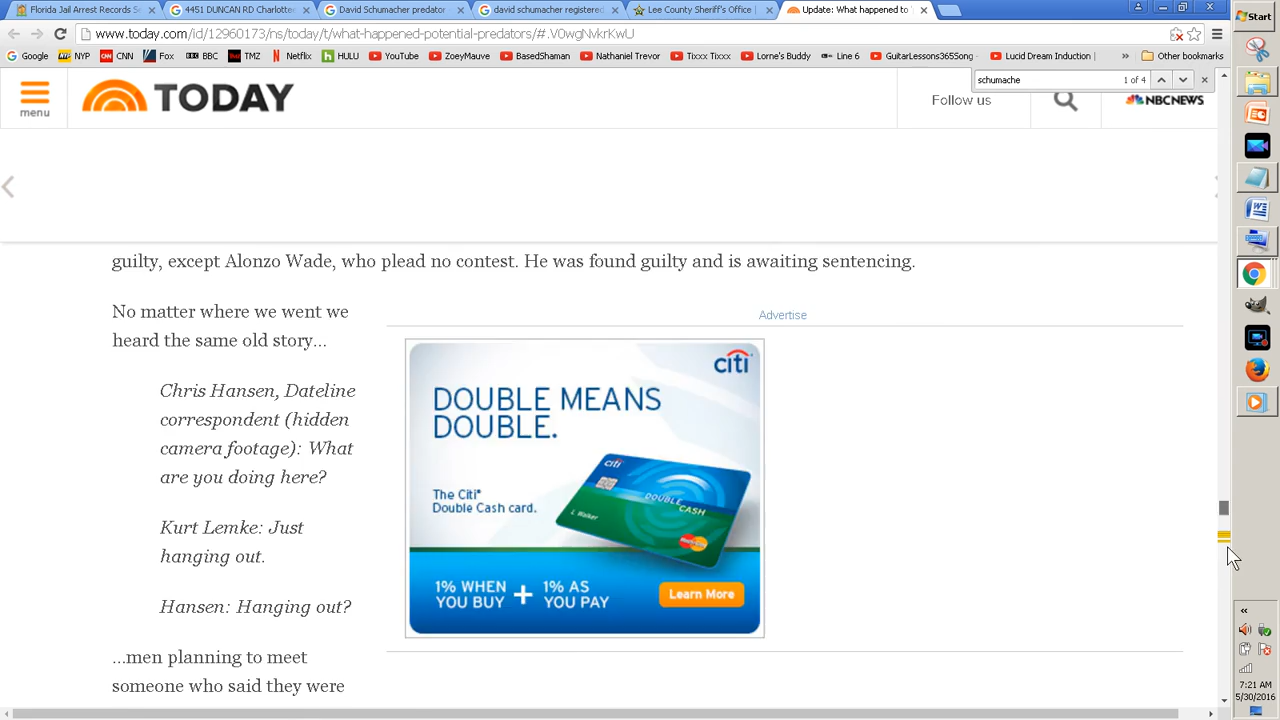 Florida Jail Arrest Records S
4451 DUNCAN RD Charlotte
David Schumacher predator
david schumacher registered
Lee County Sheriff's Office |
Update: What happened to '
www.today.com/id/12960173/ns/today/t/what-happened-potential-predators/#.V0wgNvkrKwU
Google
NYP
CNN
Fox
BBC
TMZ
Netflix
HULU
YouTube
ZoeyMauve
BasedShaman
Nathaniel Trevor
Tixxx Tixxx
Lorne's Buddy
Line 6
GuitarLessons365Song
Lucid Dream Induction |
»
Other bookmarks
schumache
1 of 4
menu
TODAY
Follow us
NBCNEWS
guilty, except Alonzo Wade, who plead no contest. He was found guilty and is awaiting sentencing.
No matter where we went we
heard the same old story...
Advertise
Chris Hansen, Dateline
correspondent (hidden
camera footage): What
are you doing here?
Kurt Lemke: Just
hanging out.
Hansen: Hanging out?
...men planning to meet
someone who said they were
citi
DOUBLE MEANS
DOUBLE.
The Citi®
Double Cash card.
citi
DOUBLE
CASH
L. Walker
MasterCard
1% WHEN
YOU BUY
+
1% AS
YOU PAY
Learn More
Start
«
7:21 AM
5/30/2016